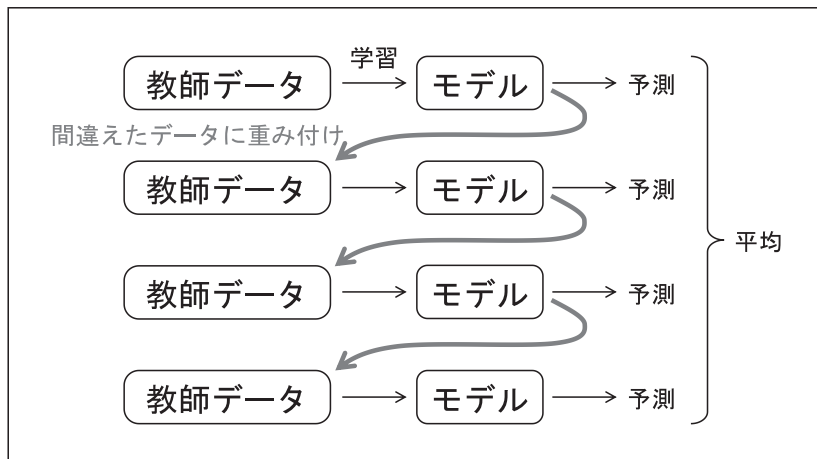 学習
教師データ モデル 予測
間違えたデータに重み付け
教師データ モデル 予測
平均
教師データ モデル 予測
教師データ モデル 予測